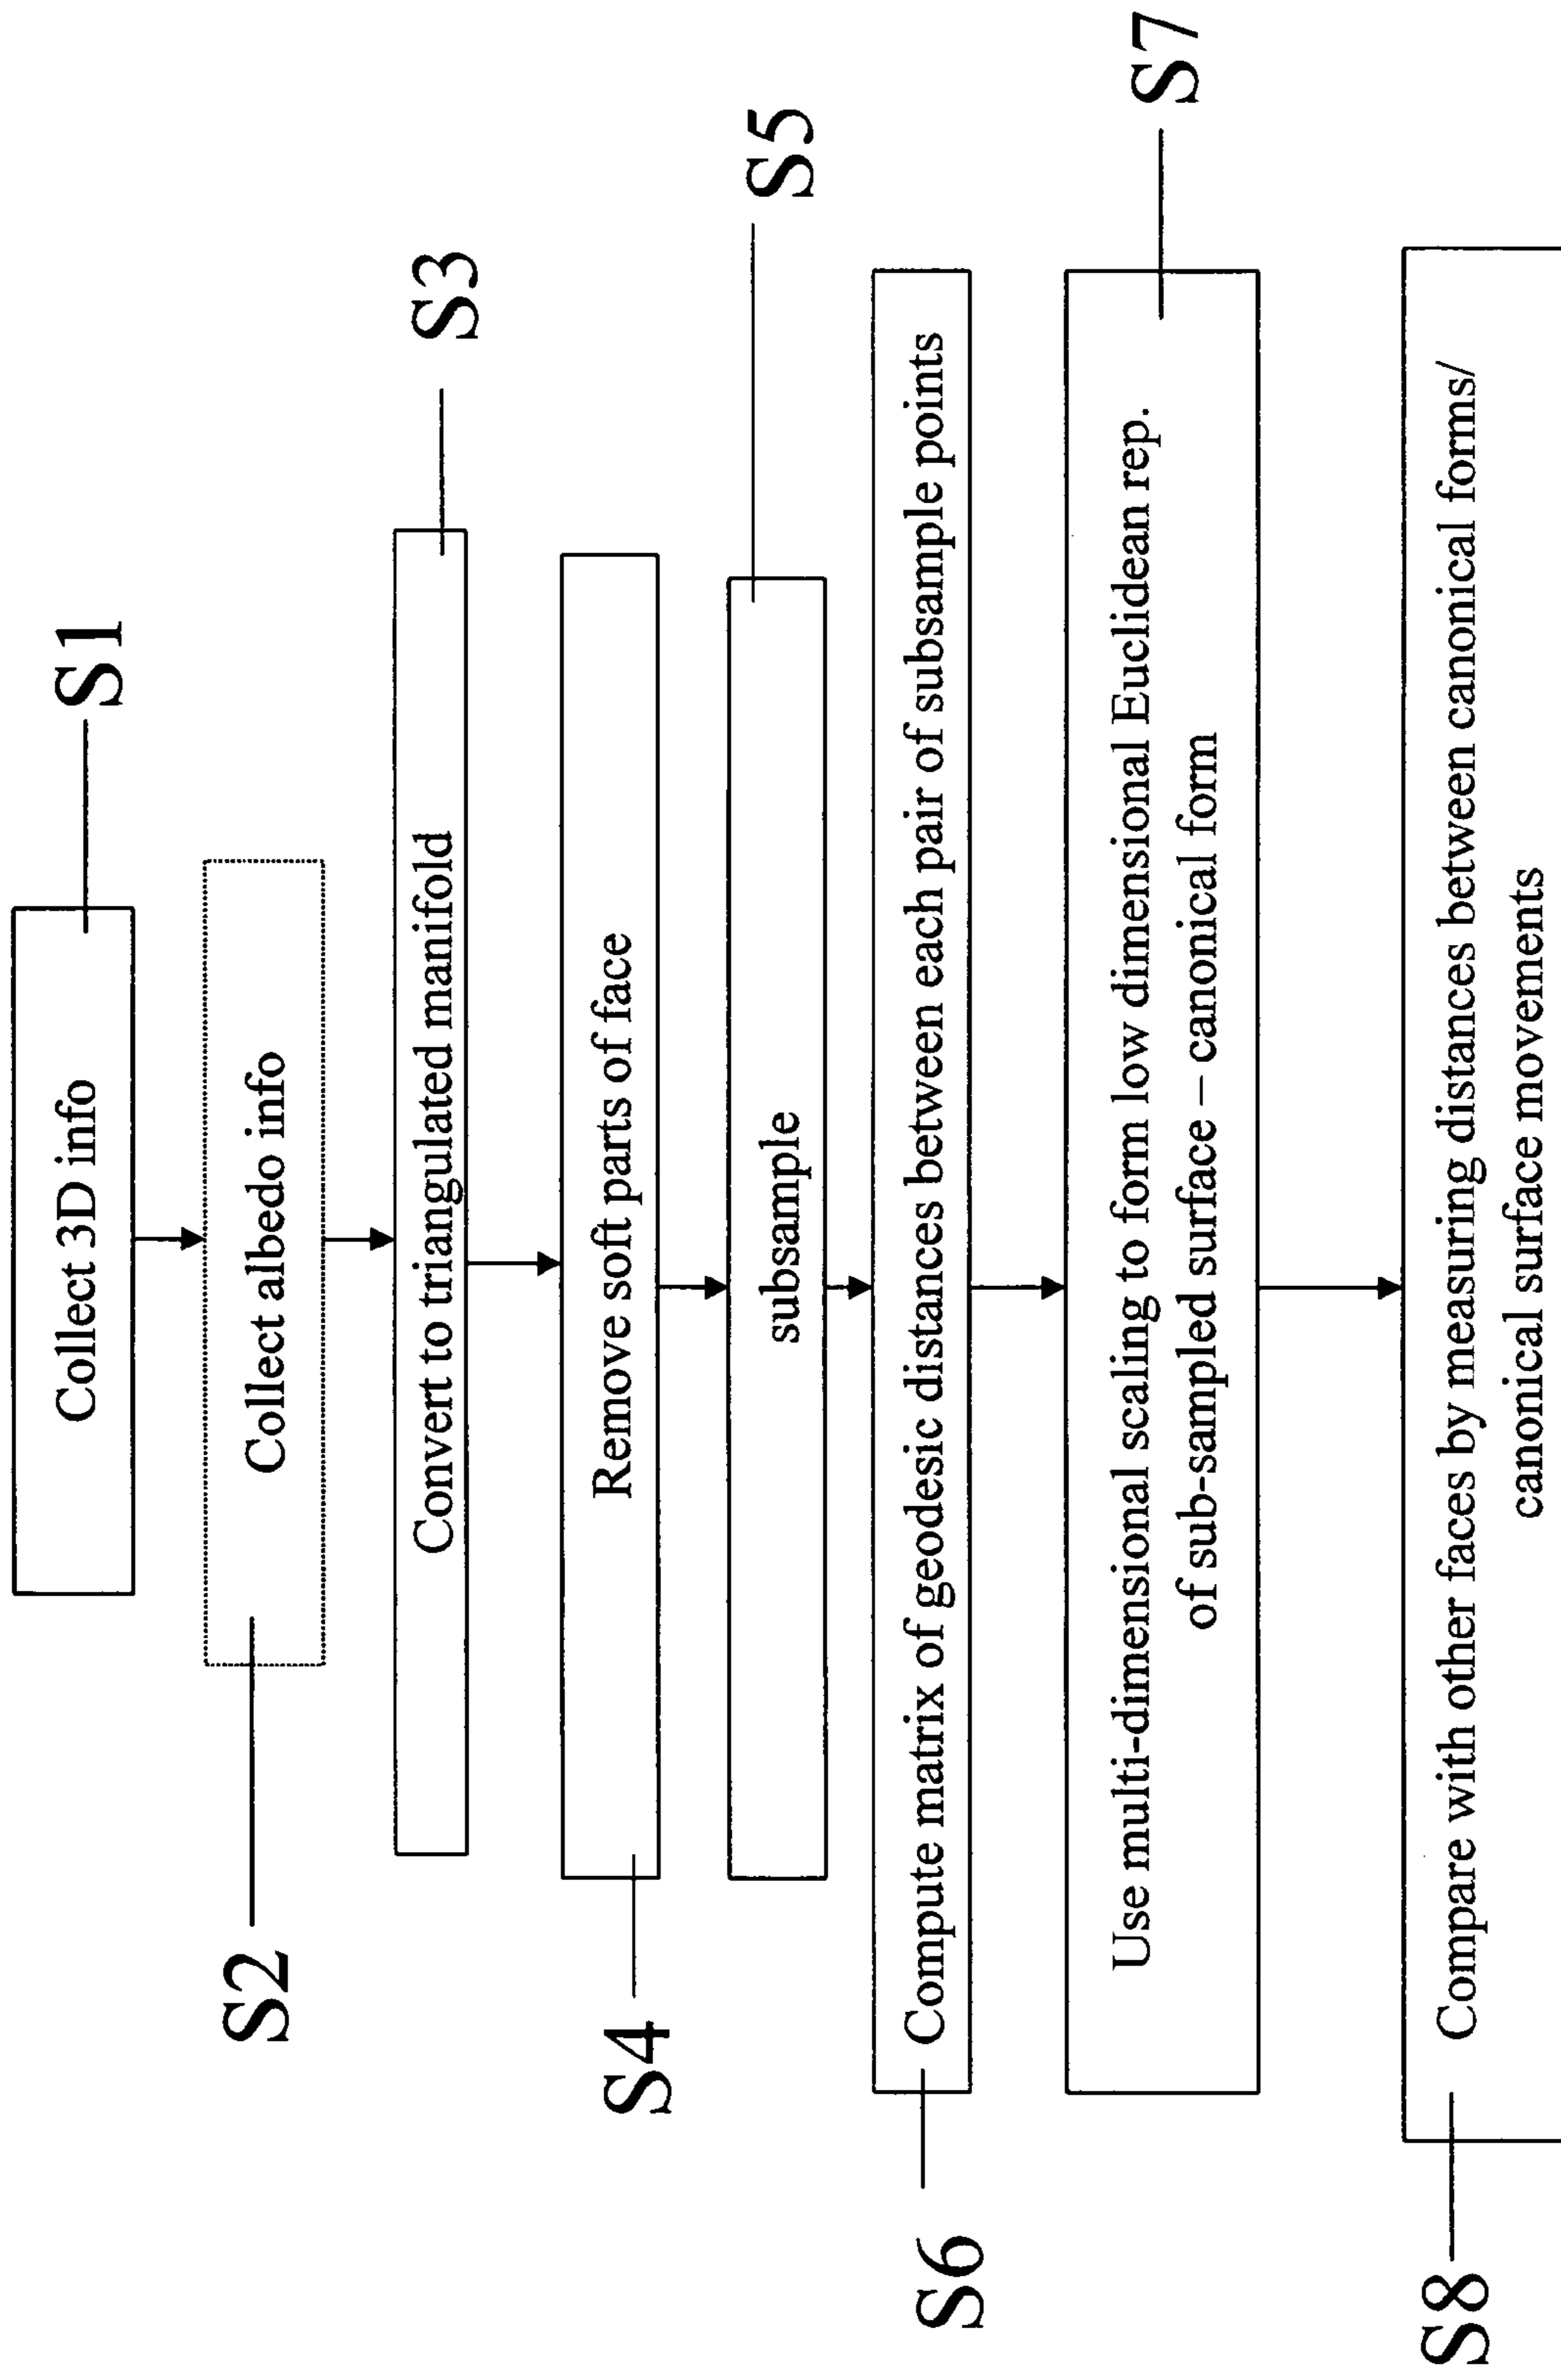 Collect 3D info
S1
Collect albedo info
S2
Convert to triangulated manifold
S3
Remove soft parts of face
S4
subsample
S5
Compute matrix of geodesic distances between each pair of subsample points
S6
Use multi-dimensional scaling to form low dimensional Euclidean rep.
of sub-sampled surface – canonical form
S7
Compare with other faces by measuring distances between canonical forms/
canonical surface movements
S8